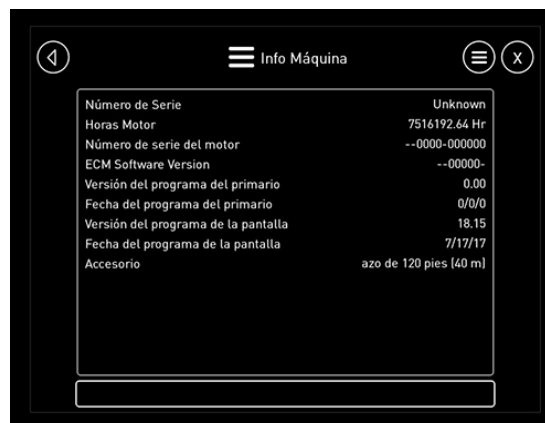 Info Máquina
X
Número de Serie Unknown
Horas Motor 7516192.64 Hr
Número de serie del motor --0000-000000
ECM Software Version --00000-
Versión del programa del primario 0.00
Fecha del programa del primario 0/0/0
Versión del programa de la pantalla 18.15
Fecha del programa de la pantalla 7/17/17
Accesorio azo de 120 pies (40 m)